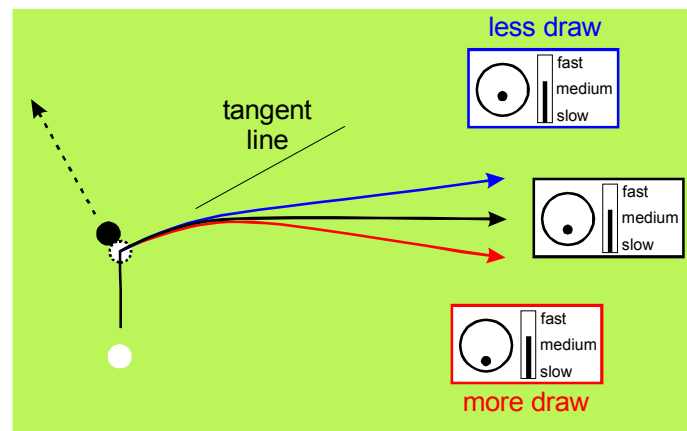 less draw
fast
medium
slow
tangent
line
fast
medium
slow
fast
medium
slow
more draw